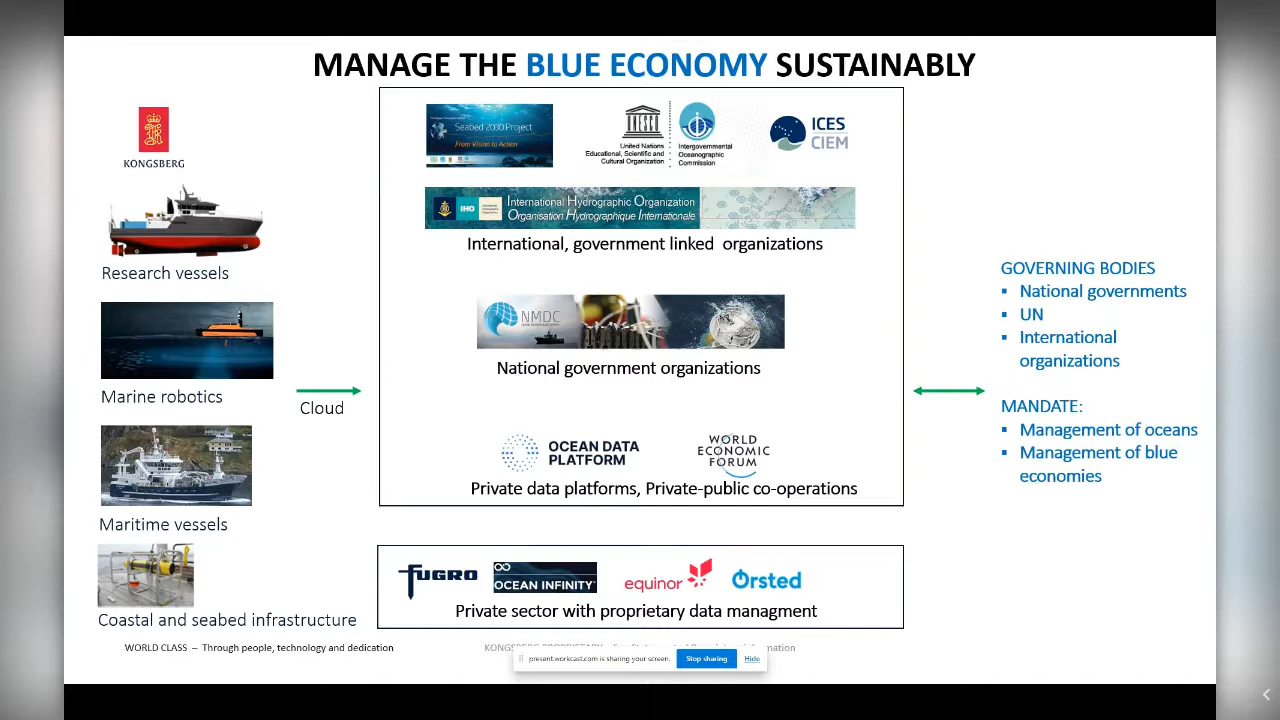 MANAGE THE BLUE ECONOMY SUSTAINABLY
KONGSBERG
Research vessels
Marine robotics
Maritime vessels
Coastal and seabed infrastructure
Cloud
Seabed 2030 Project
From Vision to Action
UNESCO
United Nations
Educational, Scientific and
Cultural Organization
Intergovernmental
Oceanographic
Commission
ICES
CIEM
IHO
International Hydrographic Organization
Organisation Hydrographique Internationale
International, government linked organizations
NMDC
National government organizations
OCEAN DATA
PLATFORM
WORLD
ECONOMIC
FORUM
Private data platforms, Private-public co-operations
FUGRO
OCEAN INFINITY
equinor
Ørsted
Private sector with proprietary data managment
GOVERNING BODIES
▪ National governments
▪ UN
▪ International
organizations
MANDATE:
▪ Management of oceans
▪ Management of blue
economies
WORLD CLASS – Through people, technology and dedication
present.workcast.com is sharing your screen.
Stop sharing
Hide